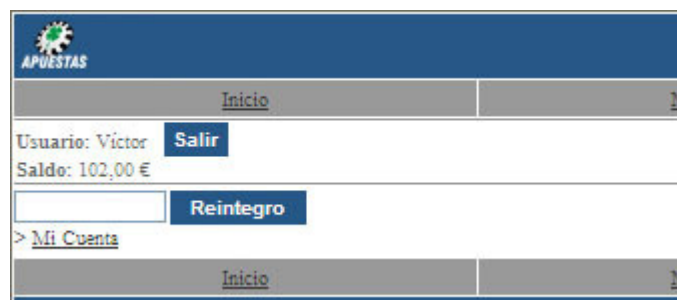 APUESTAS
Inicio
Usuario: Víctor Salir
Saldo: 102,00 €
Reintegro
> Mi Cuenta
Inicio